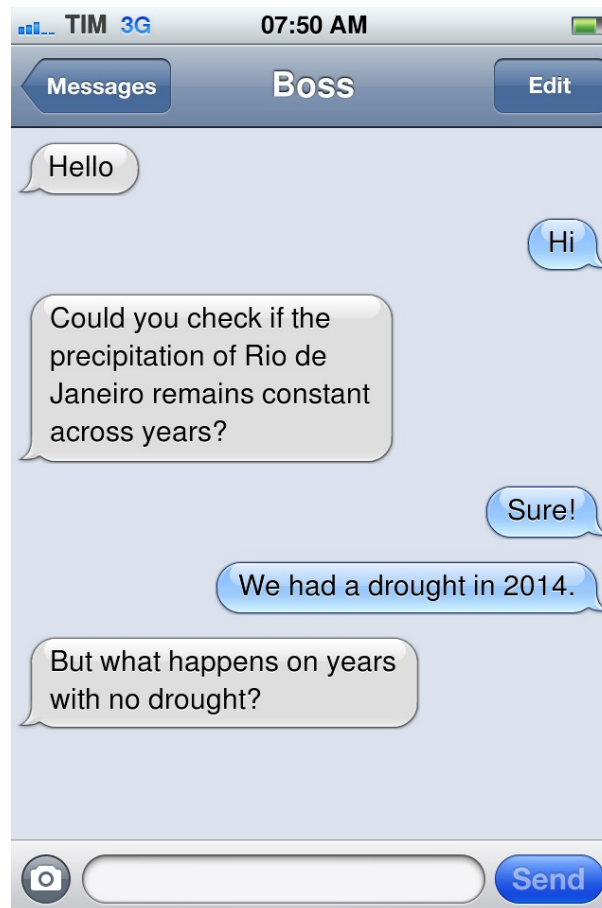 TIM 3G 07:50 AM
Messages Boss Edit
Hello
Hi
Could you check if the
precipitation of Rio de
Janeiro remains constant
across years?
Sure!
We had a drought in 2014.
But what happens on years
with no drought?
Send